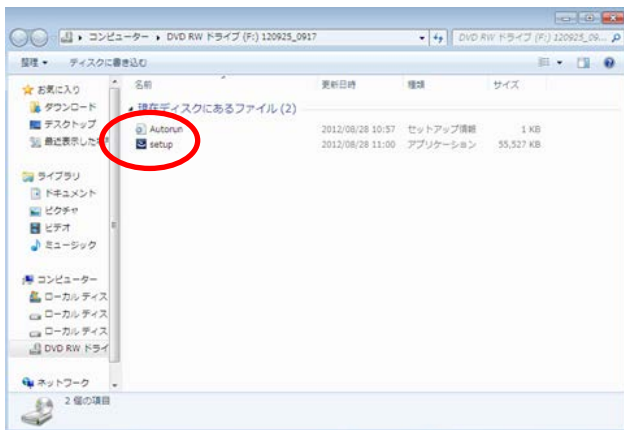 コンピューター ▸ DVD RW ドライブ (F:) 120925_0917
DVD RW ドライブ (F:) 120925_09...
整理 ディスクに書き込む
名前 更新日時 種類 サイズ
お気に入り
現在ディスクにあるファイル (2)
ダウンロード
Autorun 2012/08/28 10:57 セットアップ情報 1 KB
デスクトップ
setup 2012/08/28 11:00 アプリケーション 55,527 KB
最近表示した
ライブラリ
ドキュメント
ピクチャ
ビデオ
ミュージック
コンピューター
ローカル ディス
ローカル ディス
ローカル ディス
DVD RW ドライ
ネットワーク
2 個の項目